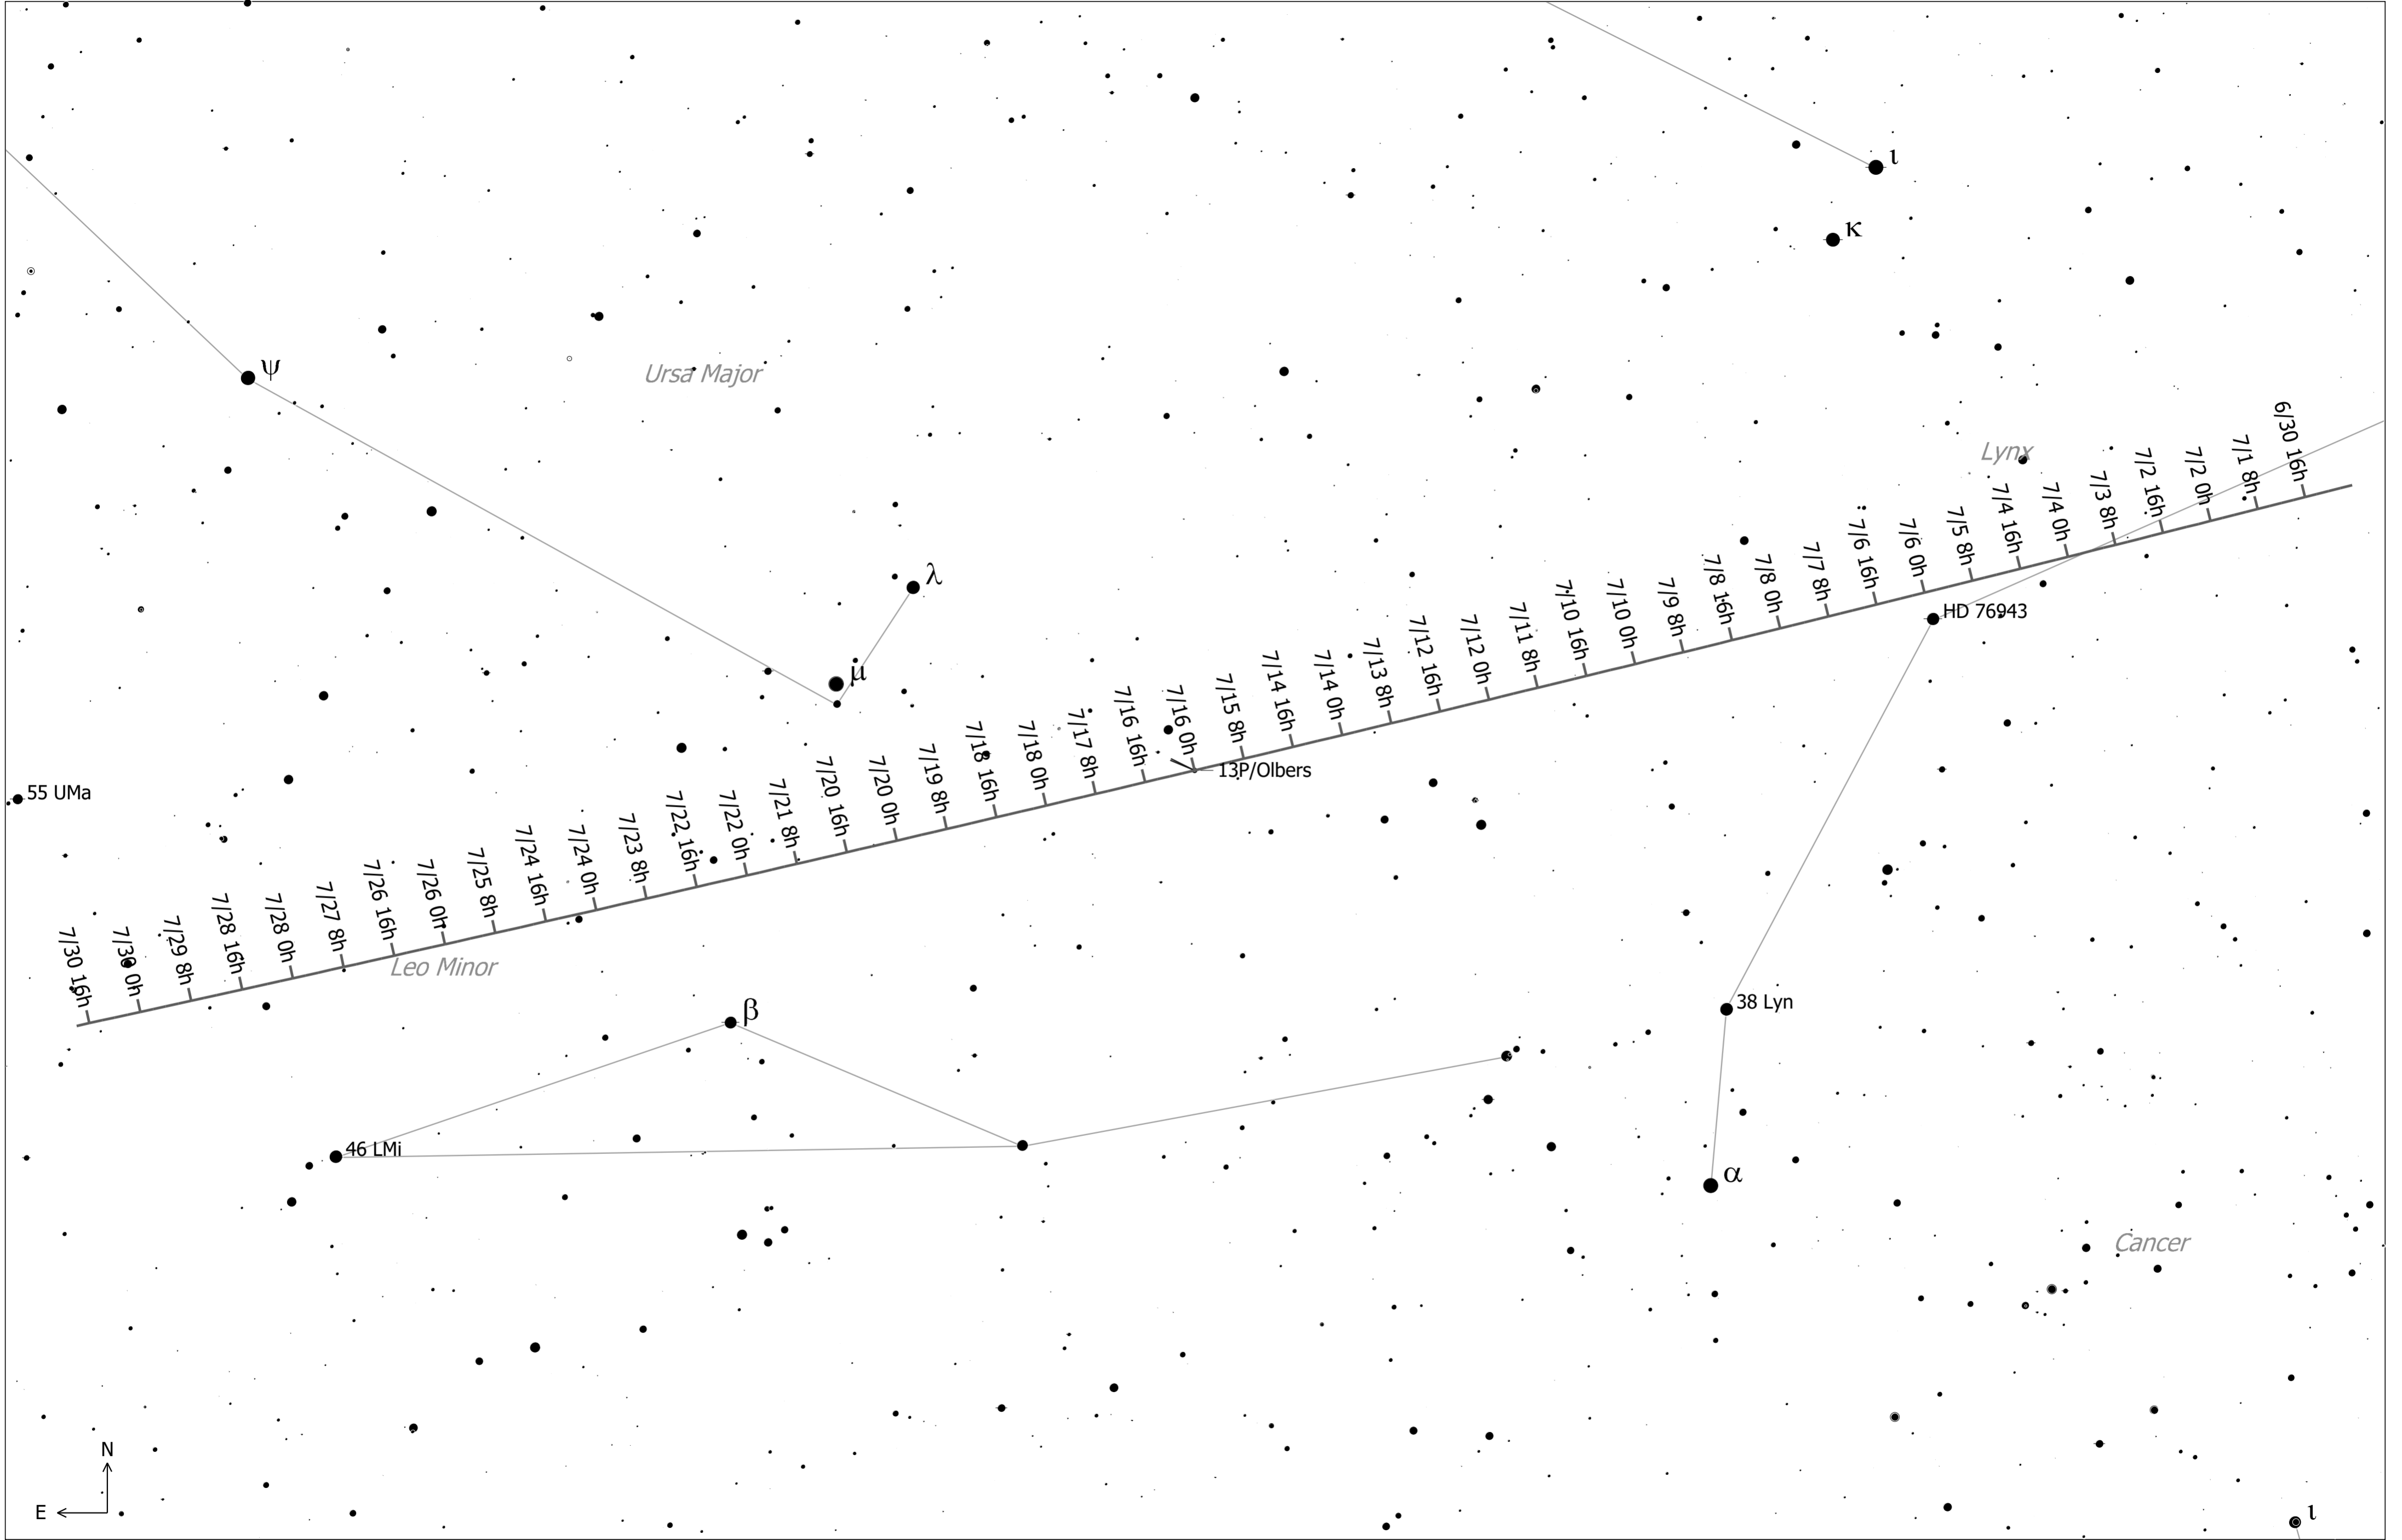 ι
κ
ψ
Ursa Major
Lynx
6/30 16h
7/1 8h
7/2 0h
7/2 16h
7/3 8h
7/4 0h
7/4 16h
7/5 8h
7/6 0h
7/6 16h
7/7 8h
7/8 0h
7/8 16h
7/9 8h
7/10 0h
7/10 16h
7/11 8h
7/12 0h
7/12 16h
7/13 8h
7/14 0h
7/14 16h
7/15 8h
7/16 0h
7/16 16h
7/17 8h
7/18 0h
7/18 16h
7/19 8h
7/20 0h
7/20 16h
7/21 8h
7/22 0h
7/22 16h
7/23 8h
7/24 0h
7/24 16h
7/25 8h
7/26 0h
7/26 16h
7/27 8h
7/28 0h
7/28 16h
7/29 8h
7/30 0h
7/30 16h
λ
HD 76943
μ
13P/Olbers
55 UMa
Leo Minor
β
38 Lyn
46 LMi
α
Cancer
N
E
ι